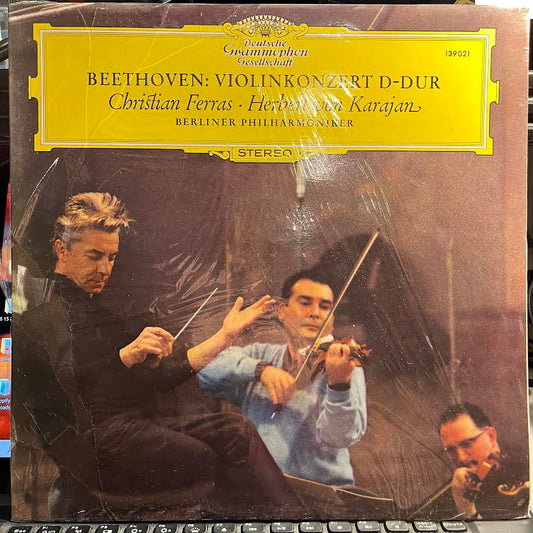 Deutsche
Grammophon
Gesellschaft
139 021
BEETHOVEN: VIOLINKONZERT D-DUR
Christian Ferras · Herbert von Karajan
BERLINER PHILHARMONIKER
STEREO